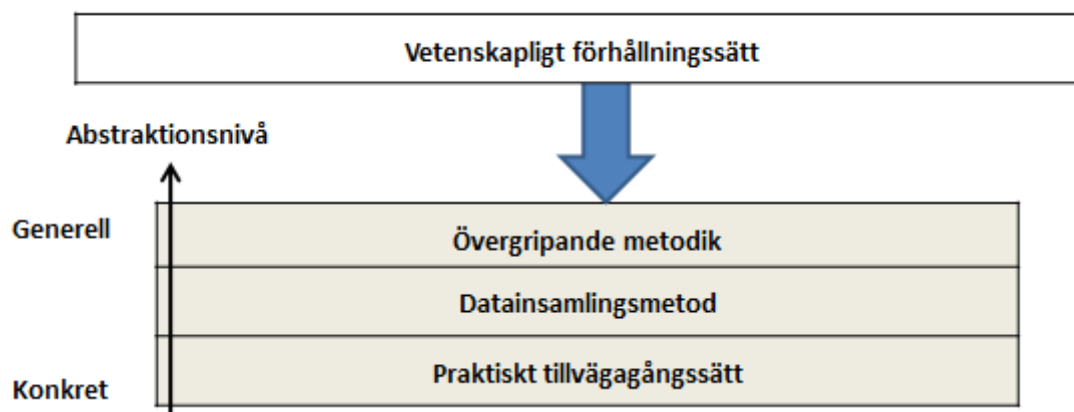 Vetenskapligt förhållningssätt
Abstraktionsnivå
Generell
Övergripande metodik
Datainsamlingsmetod
Praktiskt tillvägagångssätt
Konkret